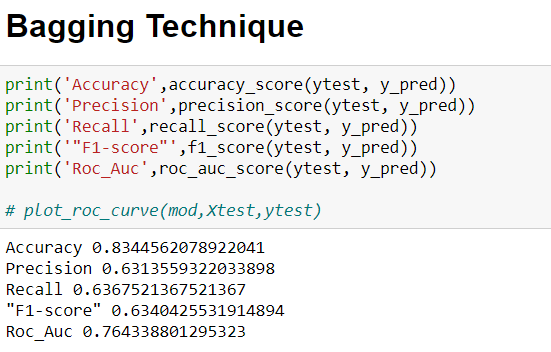 Bagging Technique
print('Accuracy',accuracy_score(ytest, y_pred))
print('Precision',precision_score(ytest, y_pred))
print('Recall',recall_score(ytest, y_pred))
print('"F1-score"',f1_score(ytest, y_pred))
print('Roc_Auc',roc_auc_score(ytest, y_pred))
# plot_roc_curve(mod,Xtest,ytest)
Accuracy 0.8344562078922041
Precision 0.6313559322033898
Recall 0.6367521367521367
"F1-score" 0.6340425531914894
Roc_Auc 0.764338801295323